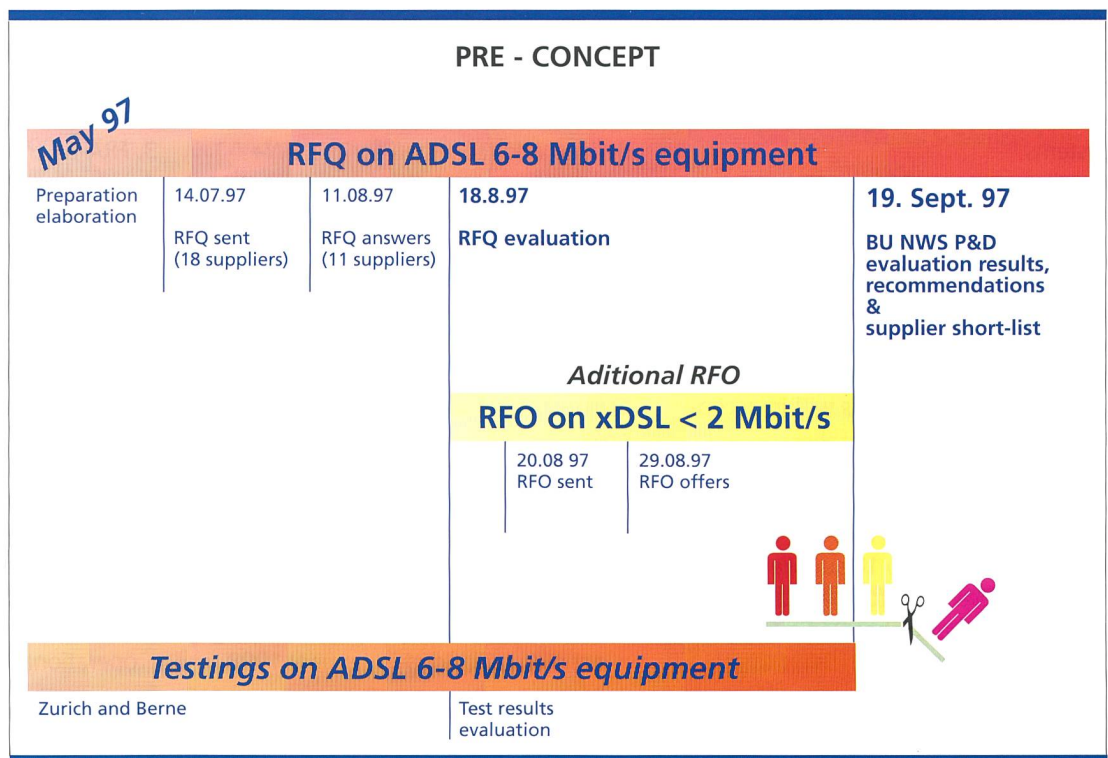 PRE - CONCEPT
May 97
RFQ on ADSL 6-8 Mbit/s equipment
Preparation
elaboration
14.07.97
RFQ sent
(18 suppliers)
11.08.97
RFQ answers
(11 suppliers)
18.8.97
RFQ evaluation
19. Sept. 97
BU NWS P&D
evaluation results,
recommendations
&
supplier short-list
Aditional RFO
RFO on xDSL < 2 Mbit/s
20.08 97
RFO sent
29.08.97
RFO offers
Testings on ADSL 6-8 Mbit/s equipment
Zurich and Berne
Test results
evaluation